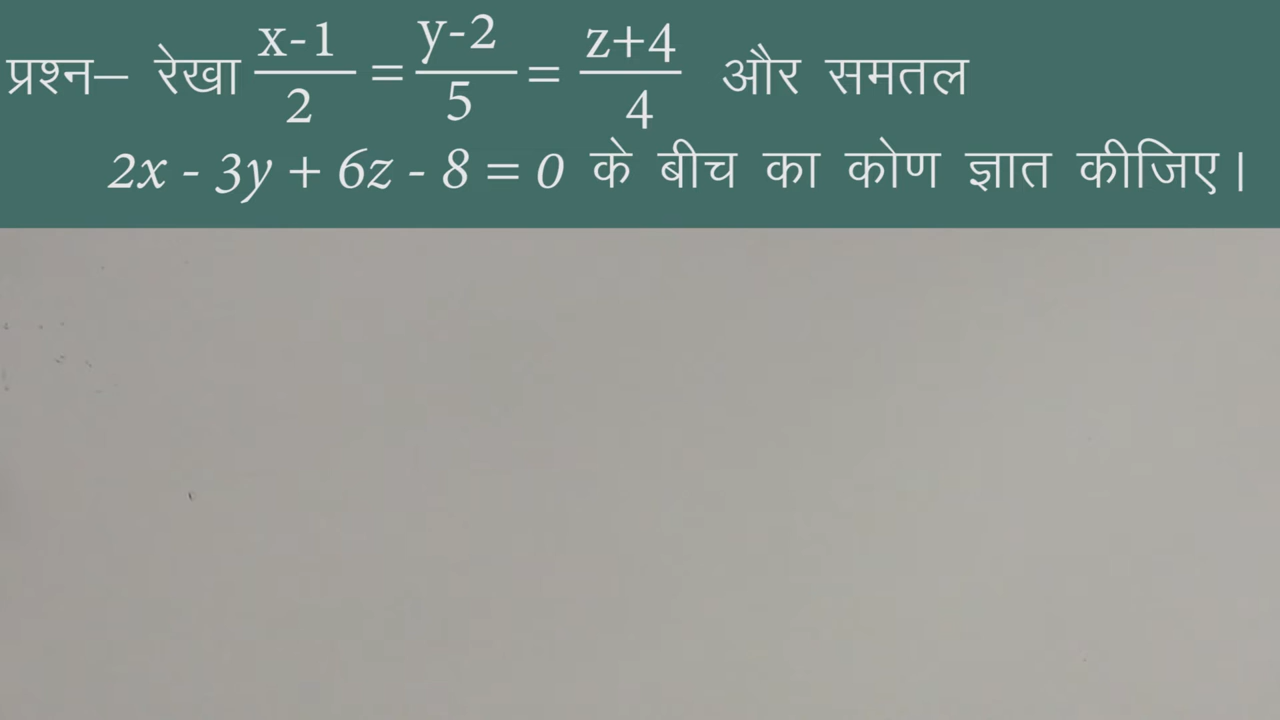 प्रश्न– रेखा x-1/2 = y-2/5 = z+4/4 और समतल
2x - 3y + 6z - 8 = 0 के बीच का कोण ज्ञात कीजिए।